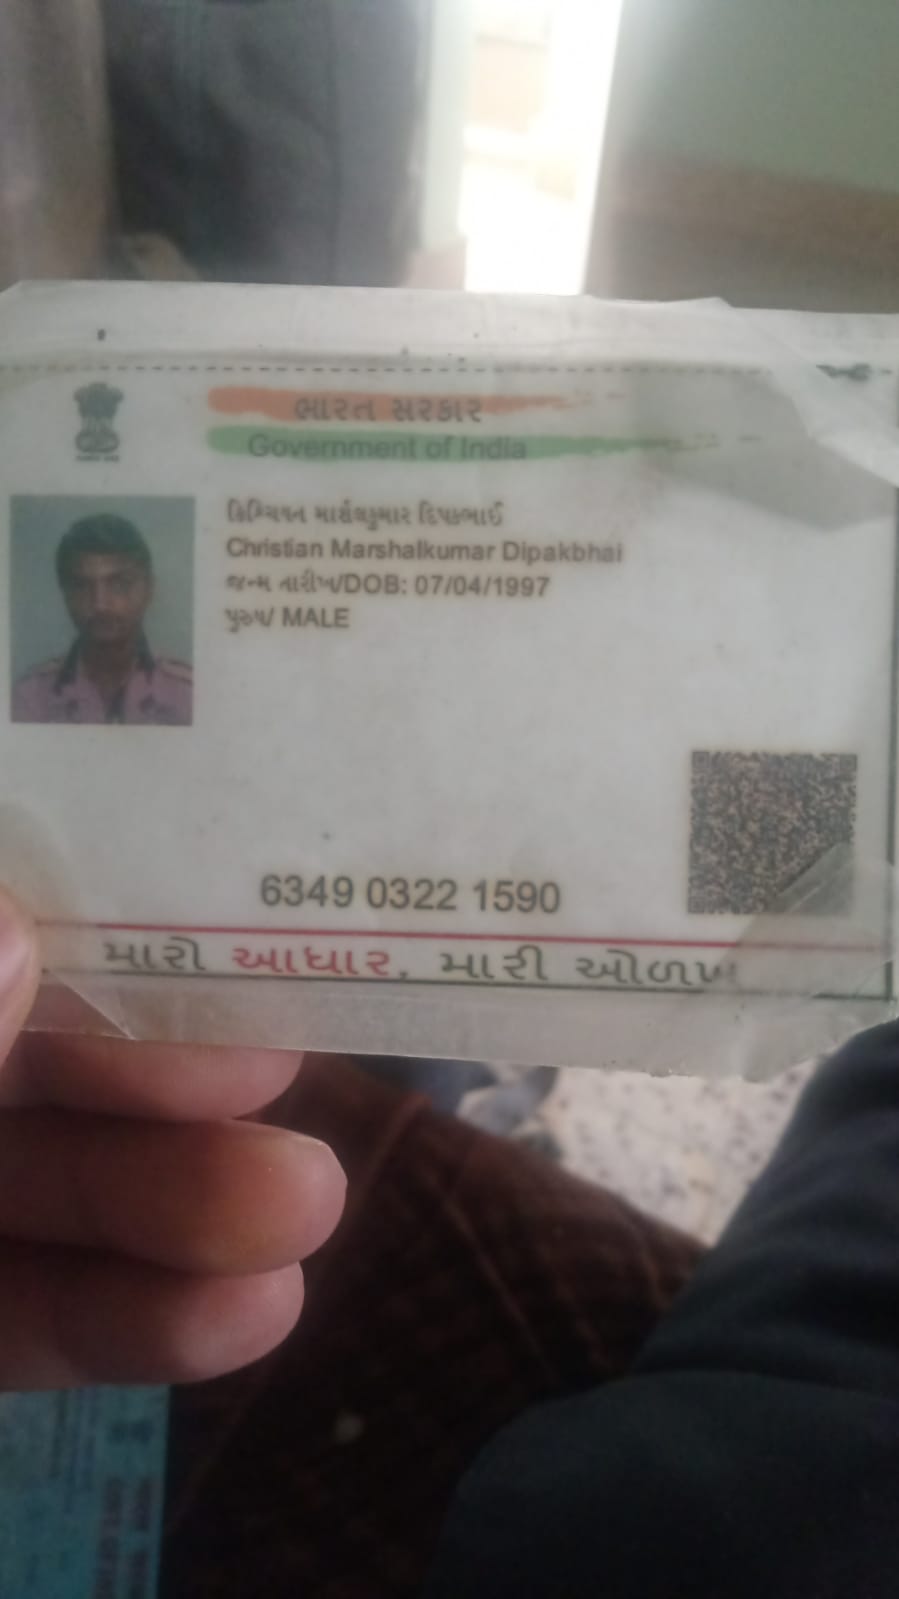 ભારત સરકાર
Government of India
ક્રિશ્ચિયન માર્શલકુમાર દિપકભાઈ
Christian Marshalkumar Dipakbhai
જન્મ તારીખ/DOB: 07/04/1997
પુરુષ/ MALE
6349 0322 1590
મારો આધાર, મારી ઓળખ